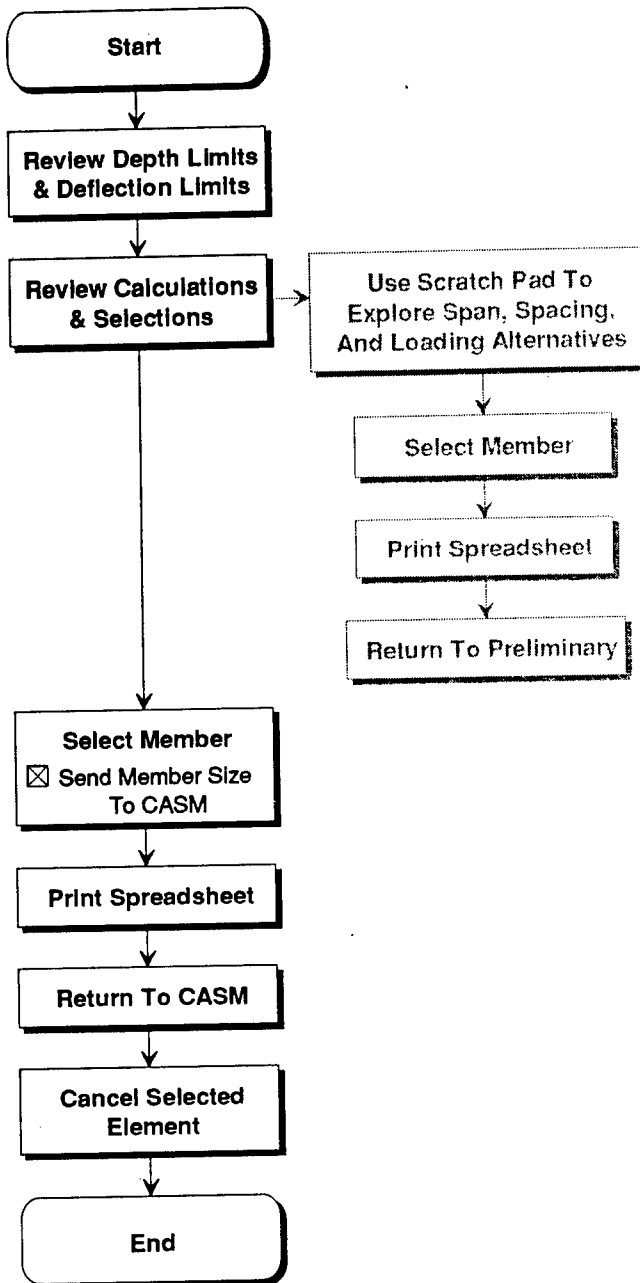 Start
Review Depth Limits
& Deflection Limits
Review Calculations
& Selections
Use Scratch Pad To
Explore Span, Spacing,
And Loading Alternatives
Select Member
Print Spreadsheet
Return To Preliminary
Select Member
☒ Send Member Size
To CASM
Print Spreadsheet
Return To CASM
Cancel Selected
Element
End